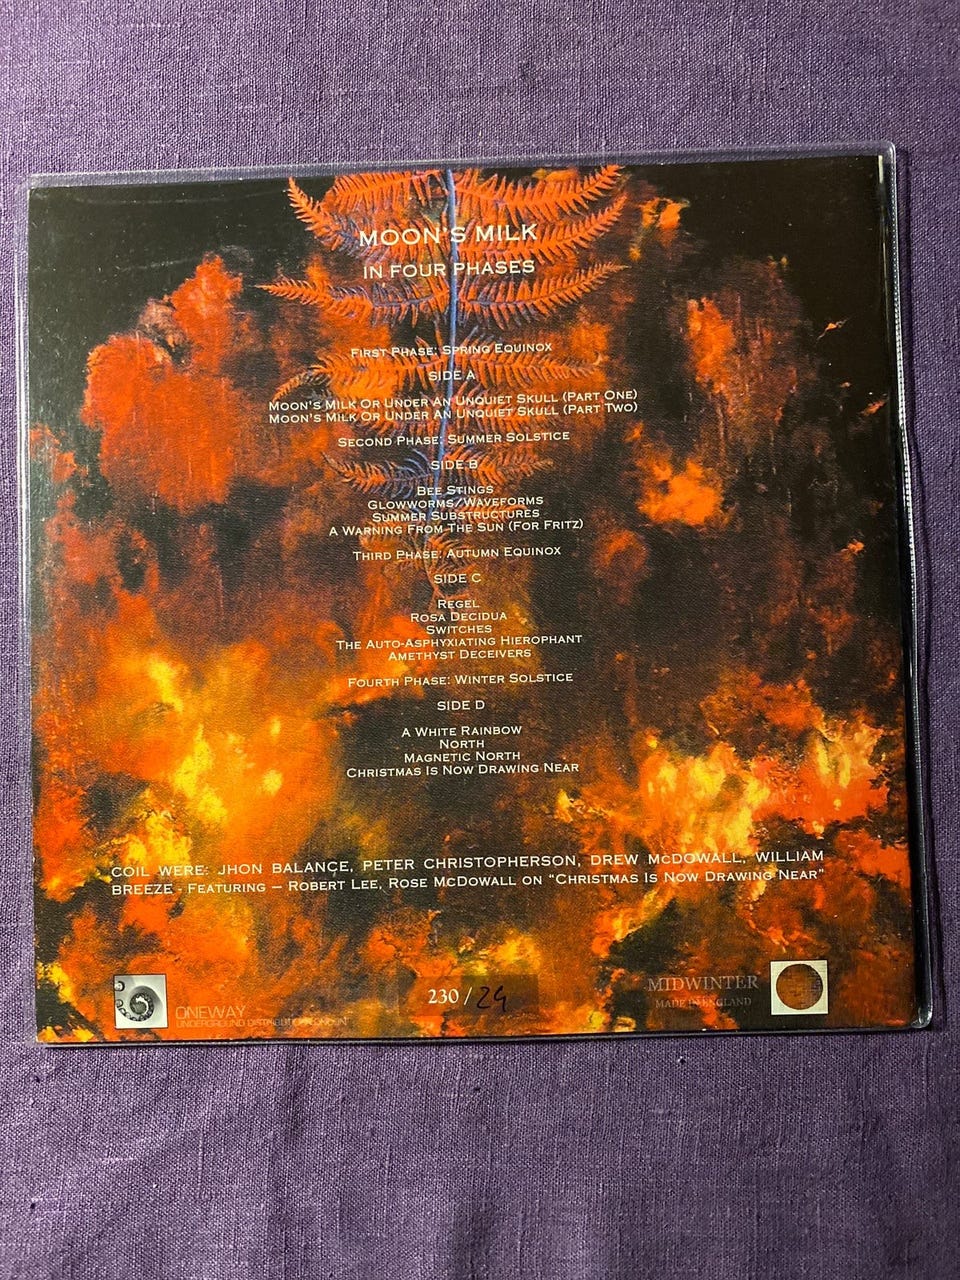 MOON'S MILK
IN FOUR PHASES
FIRST PHASE: SPRING EQUINOX
SIDE A
MOON'S MILK OR UNDER AN UNQUIET SKULL (PART ONE)
MOON'S MILK OR UNDER AN UNQUIET SKULL (PART TWO)
SECOND PHASE: SUMMER SOLSTICE
SIDE B
BEE STINGS
GLOWWORMS/WAVEFORMS
SUMMER SUBSTRUCTURES
A WARNING FROM THE SUN (FOR FRITZ)
THIRD PHASE: AUTUMN EQUINOX
SIDE C
REGEL
ROSA DECIDUA
SWITCHES
THE AUTO-ASPHYXIATING HIEROPHANT
AMETHYST DECEIVERS
FOURTH PHASE: WINTER SOLSTICE
SIDE D
A WHITE RAINBOW
NORTH
MAGNETIC NORTH
CHRISTMAS IS NOW DRAWING NEAR
COIL WERE: JHON BALANCE, PETER CHRISTOPHERSON, DREW McDOWALL, WILLIAM
BREEZE - FEATURING – ROBERT LEE, ROSE MCDOWALL ON "CHRISTMAS IS NOW DRAWING NEAR"
ONEWAY
UNDERGROUND DISTRIBUTION LONDON
230 / 24
MIDWINTER
MADE IN ENGLAND